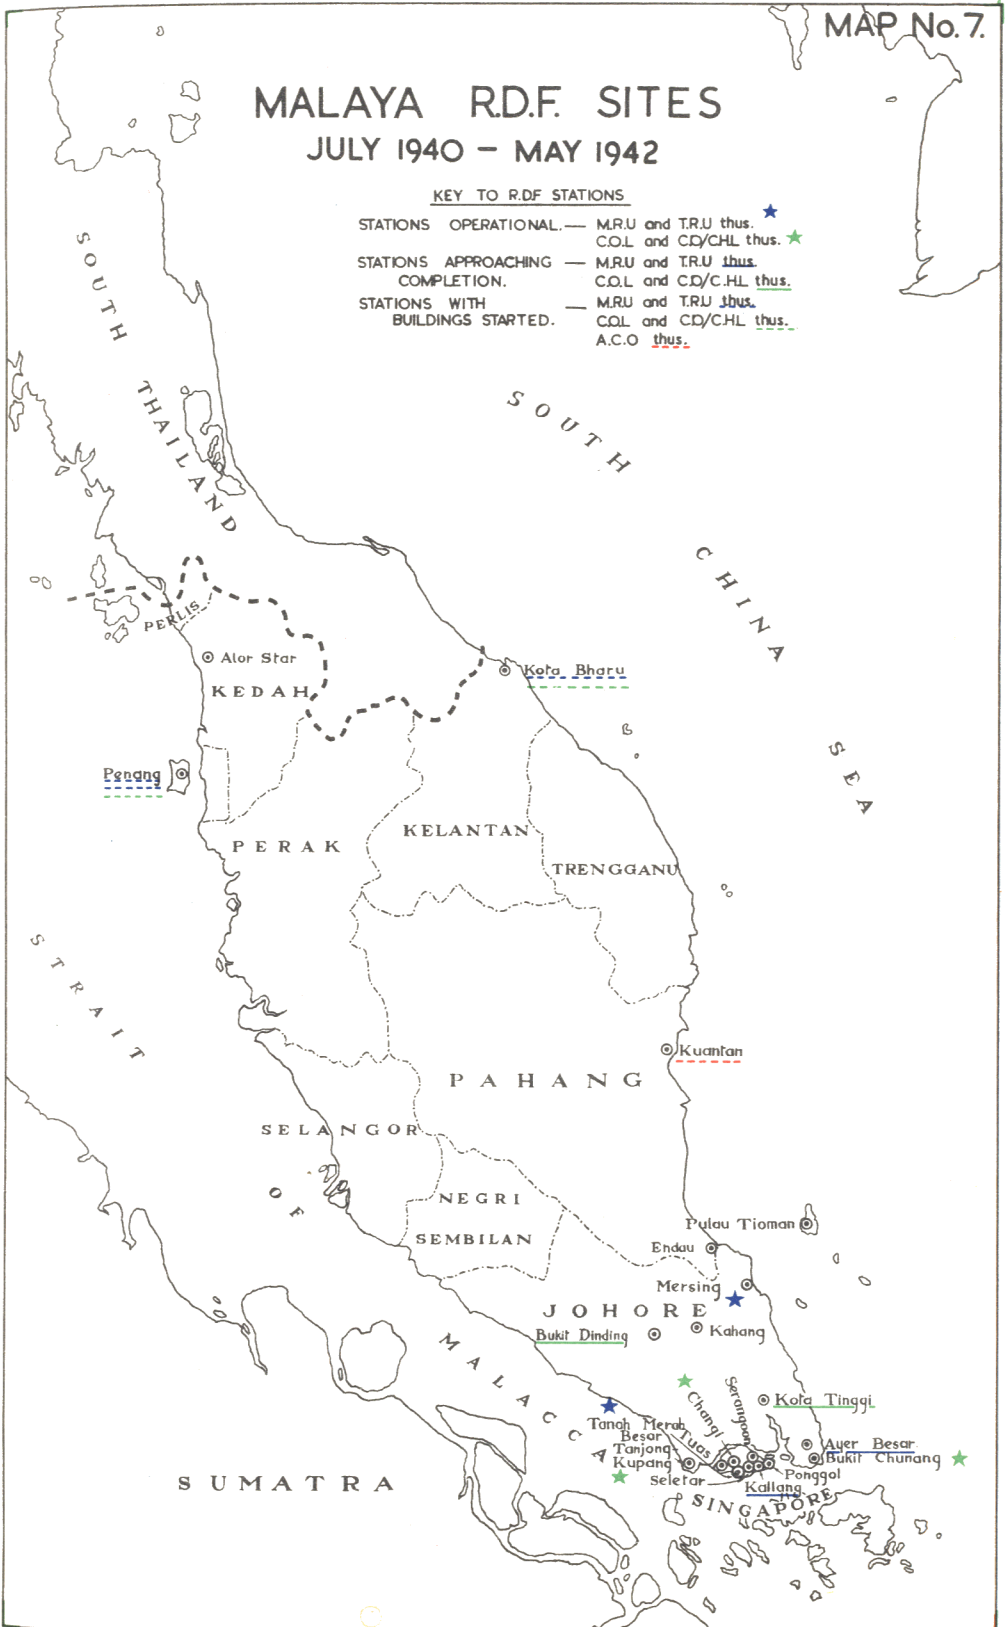 MAP No. 7.
MALAYA R.D.F. SITES
JULY 1940 – MAY 1942
KEY TO R.D.F STATIONS
STATIONS OPERATIONAL. — M.R.U and T.R.U thus.
C.O.L and C.D/CHL thus.
STATIONS APPROACHING — M.R.U and T.R.U thus.
COMPLETION. C.O.L and C.D/C.H.L thus.
STATIONS WITH — M.R.U and T.R.U thus.
BUILDINGS STARTED. C.O.L and C.D/C.HL thus.
A.C.O thus.
SOUTH THAILAND
SOUTH CHINA SEA
PERLIS
Alor Star
KEDAH
Kota Bharu
Penang
PERAK
KELANTAN
TRENGGANU
STRAIT OF MALACCA
Kuantan
PAHANG
SELANGOR
NEGRI
SEMBILAN
Pulau Tioman
Endau
Mersing
JOHORE
Bukit Dinding
Kahang
Changi
Serangoon
Kota Tinggi
Tanah Merah
Besar
Tuas
Tanjong
Kupang
Ayer Besar
Bukit Chunang
Seletar
Ponggol
Kallang
SINGAPORE
SUMATRA